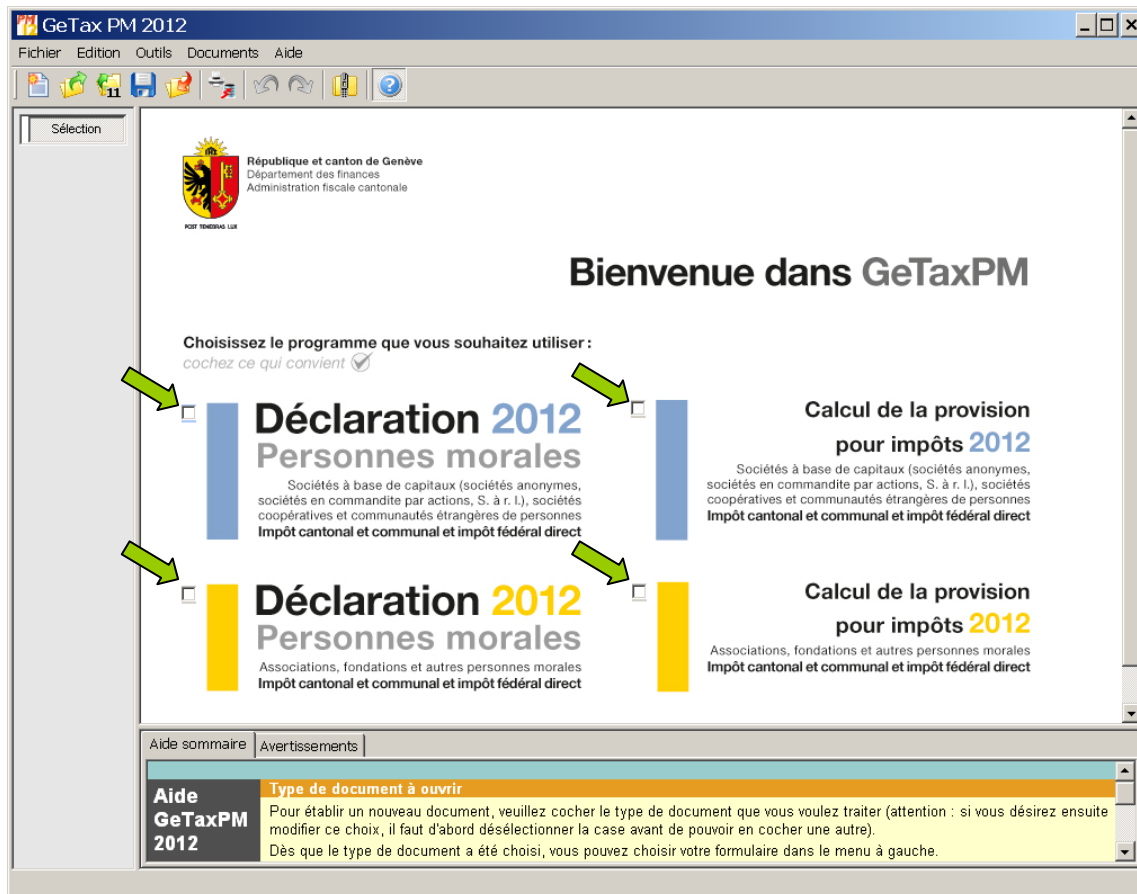 GeTax PM 2012
Fichier Edition Outils Documents Aide
11
Sélection
République et canton de Genève
Département des finances
Administration fiscale cantonale
POST TENEBRAS LUX
Bienvenue dans GeTaxPM
Choisissez le programme que vous souhaitez utiliser :
cochez ce qui convient
Déclaration 2012
Personnes morales
Sociétés à base de capitaux (sociétés anonymes,
sociétés en commandite par actions, S. à r. l.), sociétés
coopératives et communautés étrangères de personnes
Impôt cantonal et communal et impôt fédéral direct
Calcul de la provision
pour impôts 2012
Sociétés à base de capitaux (sociétés anonymes,
sociétés en commandite par actions, S. à r. l.), sociétés
coopératives et communautés étrangères de personnes
Impôt cantonal et communal et impôt fédéral direct
Déclaration 2012
Personnes morales
Associations, fondations et autres personnes morales
Impôt cantonal et communal et impôt fédéral direct
Calcul de la provision
pour impôts 2012
Associations, fondations et autres personnes morales
Impôt cantonal et communal et impôt fédéral direct
Aide sommaire Avertissements
Aide
GeTaxPM
2012
Type de document à ouvrir
Pour établir un nouveau document, veuillez cocher le type de document que vous voulez traiter (attention : si vous désirez ensuite
modifier ce choix, il faut d'abord désélectionner la case avant de pouvoir en cocher une autre).
Dès que le type de document a été choisi, vous pouvez choisir votre formulaire dans le menu à gauche.